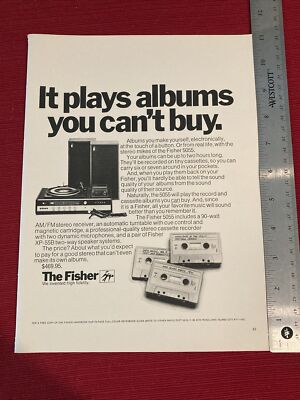 It plays albums
you can't buy.
Albums you make yourself, electronically,
at the touch of a button. Or from real life, with the
stereo mikes of the Fisher 5055.
Your albums can be up to two hours long.
They'll be recorded on tiny cassettes, so you can
carry six or seven around in your pockets.
And, when you play them back on your
Fisher, you'll hardly be able to tell the sound
quality of your albums from the sound
quality of their source.
Naturally, the 5055 will play the record and
cassette albums you can buy. And, since
it is a Fisher, all your favorite music will sound
better than you might remember it.
The Fisher 5055 includes a 90-watt
AM/FM stereo receiver, an automatic turntable with cue control and
magnetic cartridge, a professional-quality stereo cassette recorder
with two dynamic microphones, and a pair of Fisher
XP-55B two-way speaker systems.
The price? About what you'd expect
to pay for a good stereo that can't even
make its own albums,
$469.95.
The Fisher
We invented high fidelity.
WESTCOTT